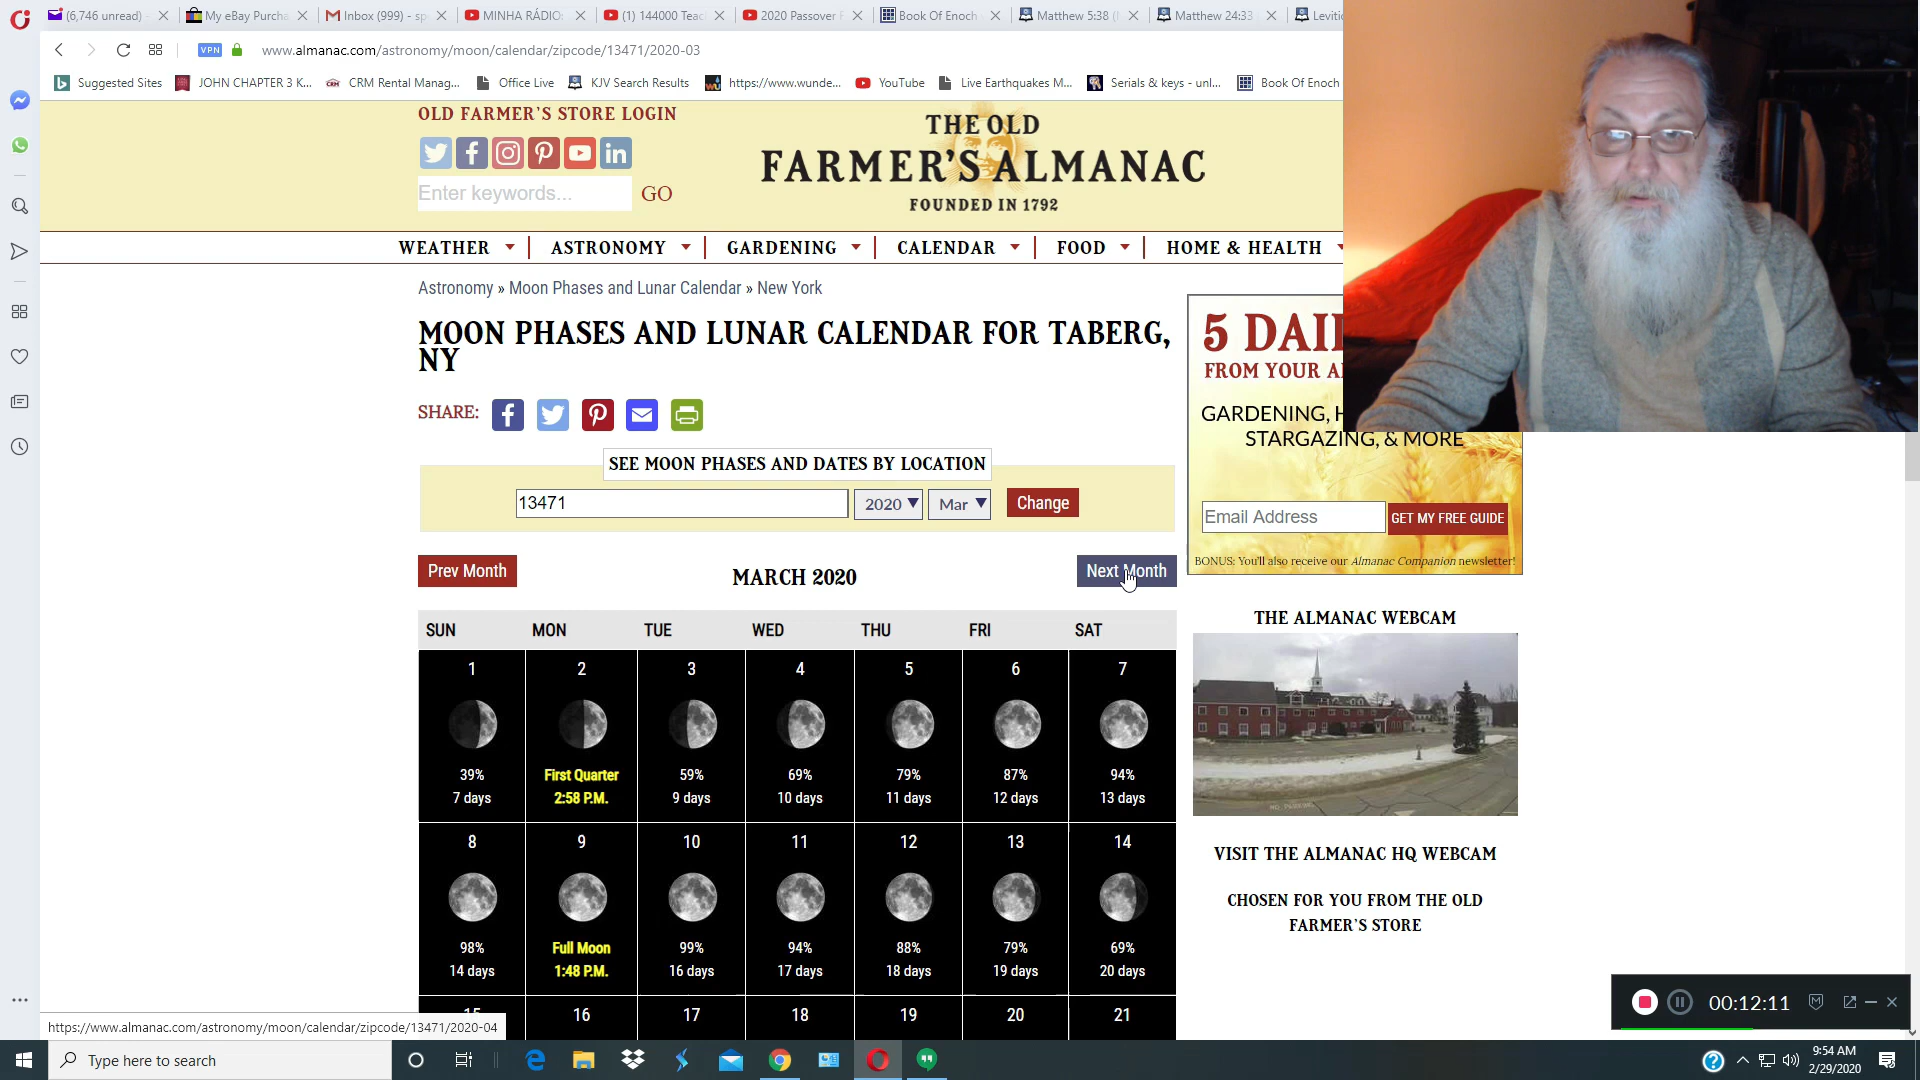 (6,746 unread) -
My eBay Purcha
Inbox (999) - sp
MINHA RÁDIO:
(1) 144000 Teac
2020 Passover F
Book Of Enoch
Matthew 5:38 (
Matthew 24:33
Leviti
VPN
www.almanac.com/astronomy/moon/calendar/zipcode/13471/2020-03
Suggested Sites
JOHN CHAPTER 3 K...
CRM Rental Manag...
Office Live
KJV Search Results
https://www.wunde...
YouTube
Live Earthquakes M...
Serials & keys - unl...
Book Of Enoch
OLD FARMER'S STORE LOGIN
THE OLD
FARMER'S ALMANAC
FOUNDED IN 1792
Enter keywords...
GO
WEATHER
ASTRONOMY
GARDENING
CALENDAR
FOOD
HOME & HEALTH
Astronomy » Moon Phases and Lunar Calendar » New York
MOON PHASES AND LUNAR CALENDAR FOR TABERG,
NY
SHARE:
SEE MOON PHASES AND DATES BY LOCATION
13471
2020
Mar
Change
Prev Month
MARCH 2020
Next Month
SUN MON TUE WED THU FRI SAT
1 2 3 4 5 6 7
39% First Quarter 59% 69% 79% 87% 94%
7 days 2:58 P.M. 9 days 10 days 11 days 12 days 13 days
8 9 10 11 12 13 14
98% Full Moon 99% 94% 88% 79% 69%
14 days 1:48 P.M. 16 days 17 days 18 days 19 days 20 days
15 16 17 18 19 20 21
5 DAI
FROM YOUR A
GARDENING, H
STARGAZING, & MORE
Email Address
GET MY FREE GUIDE
BONUS: You'll also receive our Almanac Companion newsletter!
THE ALMANAC WEBCAM
VISIT THE ALMANAC HQ WEBCAM
CHOSEN FOR YOU FROM THE OLD
FARMER'S STORE
00:12:11
https://www.almanac.com/astronomy/moon/calendar/zipcode/13471/2020-04
Type here to search
9:54 AM
2/29/2020